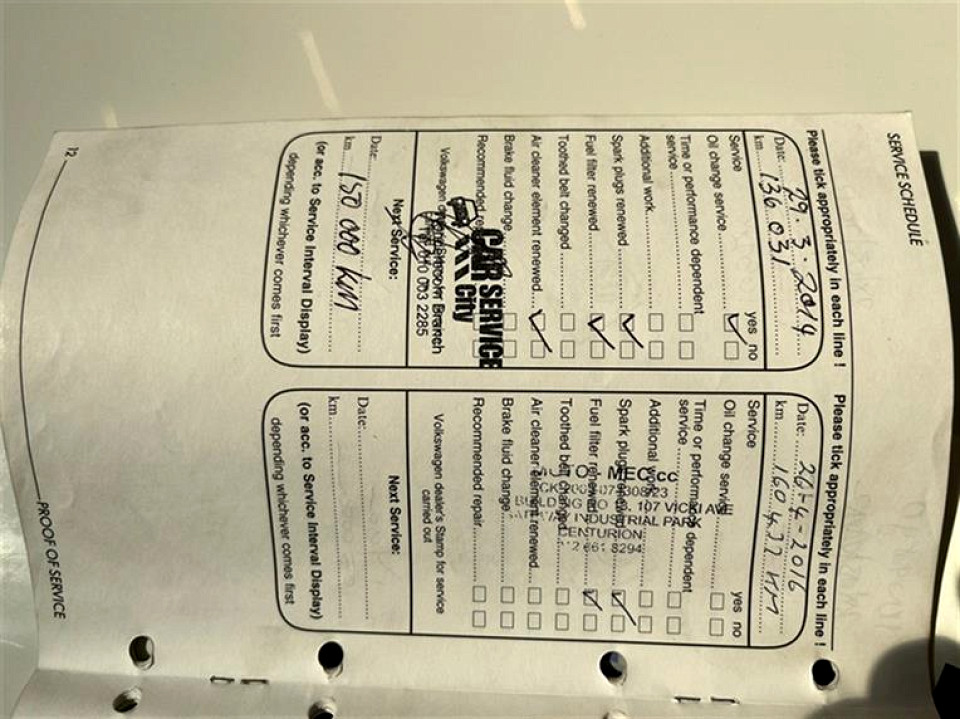 SERVICE SCHEDULE
Please tick appropriately in each line !
Date: 29.3.2014
km 136 031
Service yes no
Oil change service
Time or performance dependent
service
Additional work
Spark plugs renewed
Fuel filter renewed
Toothed belt changed
Air cleaner element renewed
Brake fluid change
Recommended
CAR SERVICE
City
Volkswagen
Branch
010 003 2285
Next Service:
Date:
km 150 000 km
(or acc. to Service Interval Display)
depending whichever comes first
12
Please tick appropriately in each line !
Date: 26-4-2016
km
Service yes no
Oil change service
Time or performance dependent
service
Additional work
Spark plugs renewed
Fuel filter renewed
Toothed belt changed
Air cleaner element renewed
Brake fluid change
Recommended repair
AUTO MEC cc
107 VICKI AVE
INDUSTRIAL PARK
CENTURION
Volkswagen dealer's Stamp for service
carried out
Next Service:
Date:
km
(or acc. to Service Interval Display)
depending whichever comes first
PROOF OF SERVICE